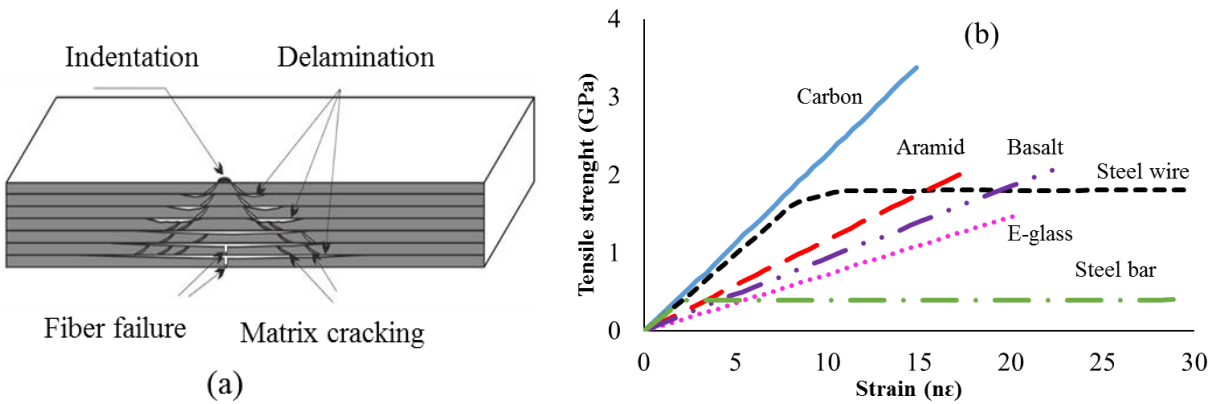 Indentation
Delamination
Fiber failure
Matrix cracking
(a)
(b)
Tensile strenght (GPa)
4
3
2
1
0
Carbon
Aramid
Basalt
Steel wire
E-glass
Steel bar
0 5 10 15 20 25 30
Strain (nε)